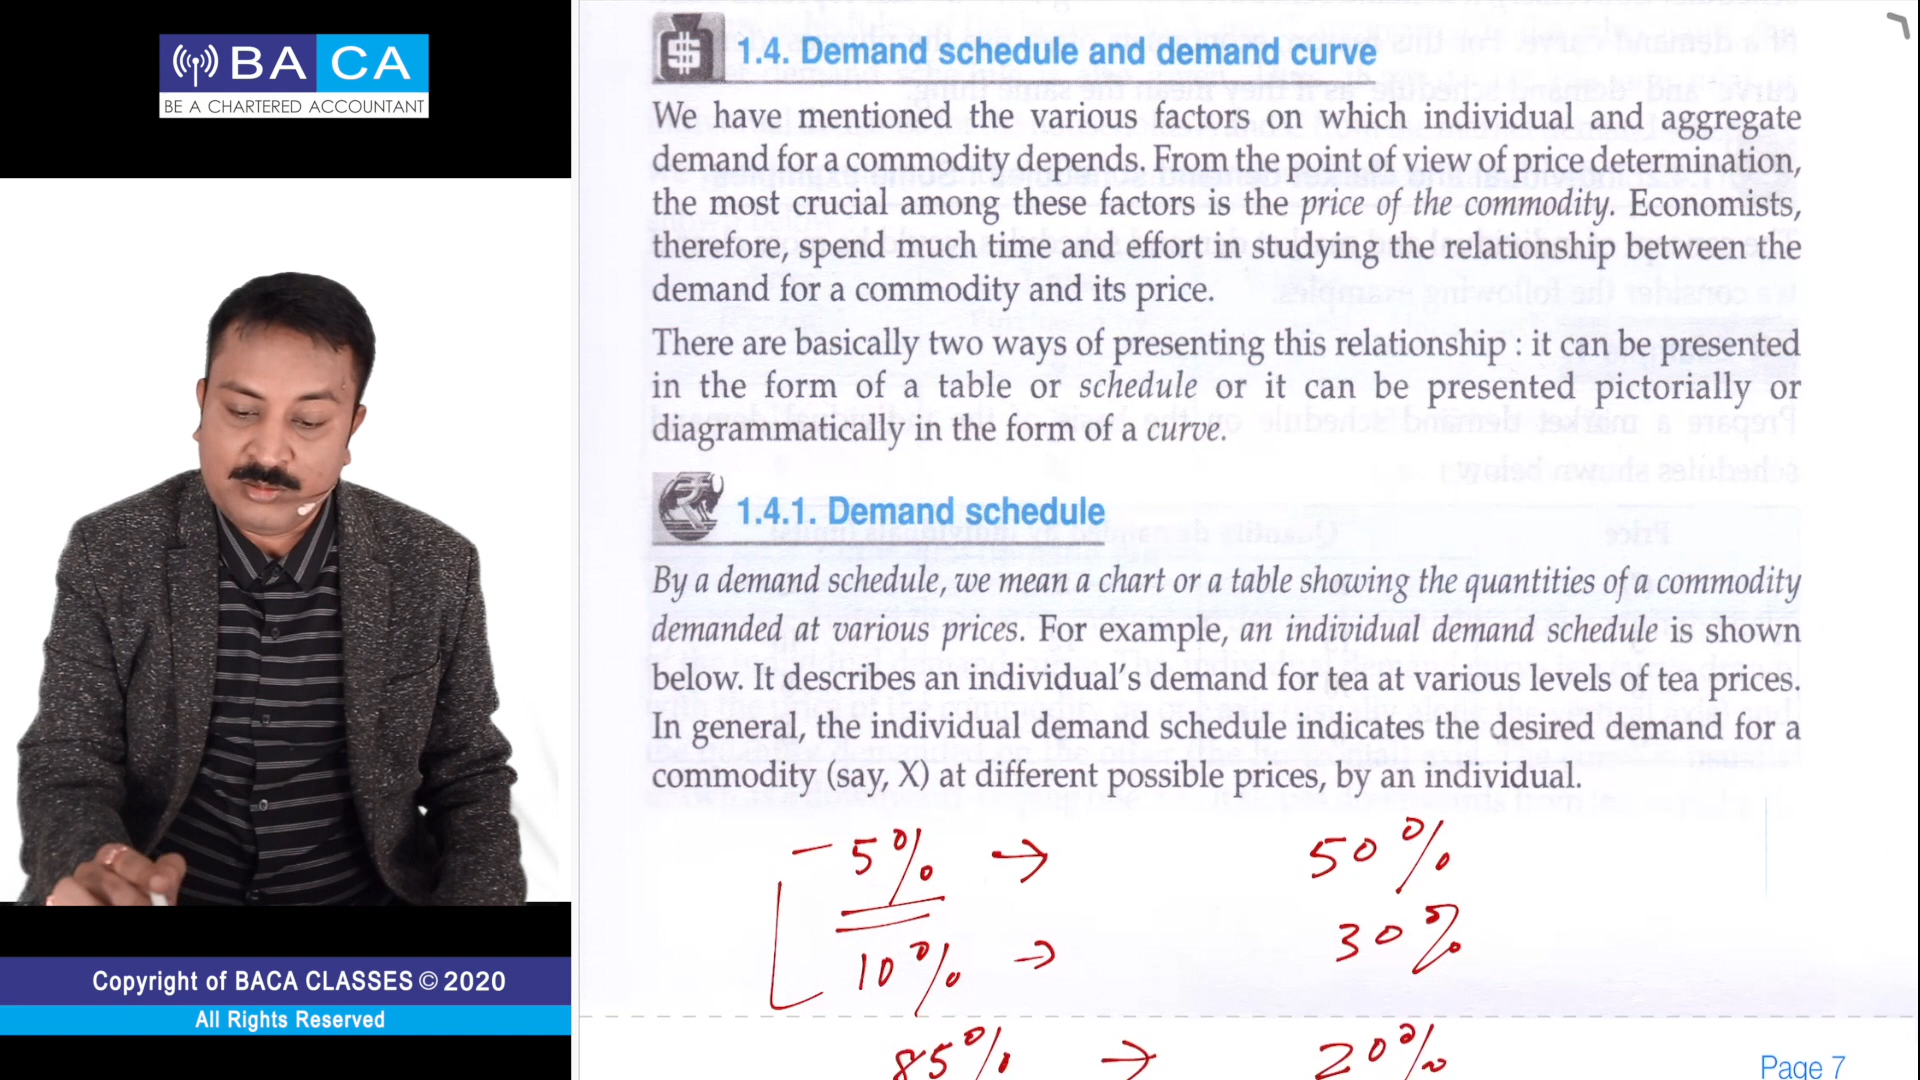 BA CA
BE A CHARTERED ACCOUNTANT
1.4. Demand schedule and demand curve
We have mentioned the various factors on which individual and aggregate
demand for a commodity depends. From the point of view of price determination,
the most crucial among these factors is the price of the commodity. Economists,
therefore, spend much time and effort in studying the relationship between the
demand for a commodity and its price.
There are basically two ways of presenting this relationship : it can be presented
in the form of a table or schedule or it can be presented pictorially or
diagrammatically in the form of a curve.
1.4.1. Demand schedule
By a demand schedule, we mean a chart or a table showing the quantities of a commodity
demanded at various prices. For example, an individual demand schedule is shown
below. It describes an individual's demand for tea at various levels of tea prices.
In general, the individual demand schedule indicates the desired demand for a
commodity (say, X) at different possible prices, by an individual.
– 5% → 50%
10% → 30%
85% → 20%
Page 7
Copyright of BACA CLASSES © 2020
All Rights Reserved